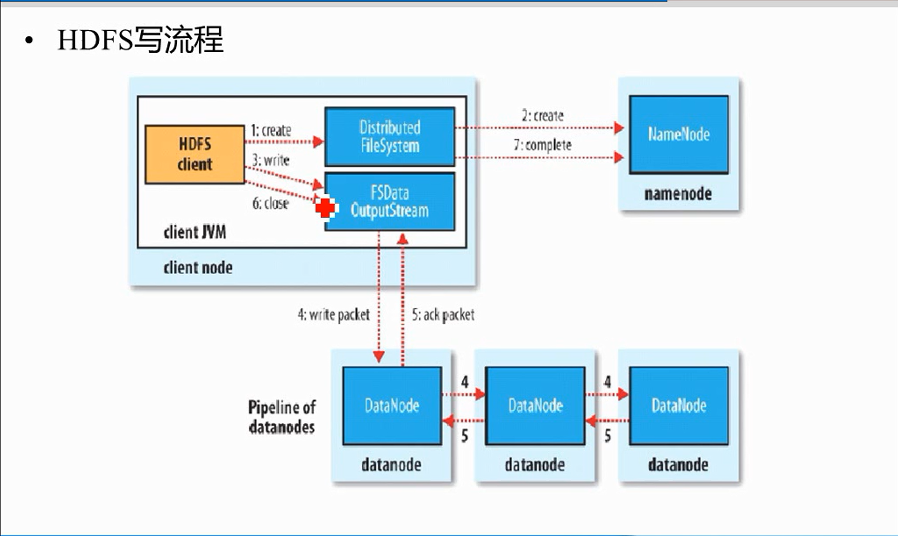 • HDFS写流程
HDFS
client
1: create
3: write
6: close
Distributed
FileSystem
FSData
OutputStream
client JVM
client node
2: create
7: complete
NameNode
namenode
4: write packet
5: ack packet
Pipeline of
datanodes
DataNode
datanode
4
5
DataNode
datanode
4
5
DataNode
datanode